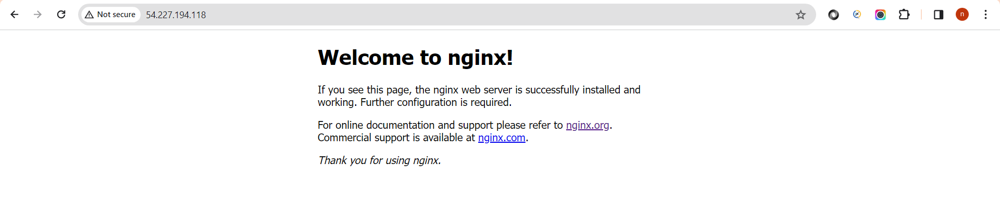 Not secure 54.227.194.118
n
Welcome to nginx!
If you see this page, the nginx web server is successfully installed and
working. Further configuration is required.
For online documentation and support please refer to nginx.org.
Commercial support is available at nginx.com.
Thank you for using nginx.